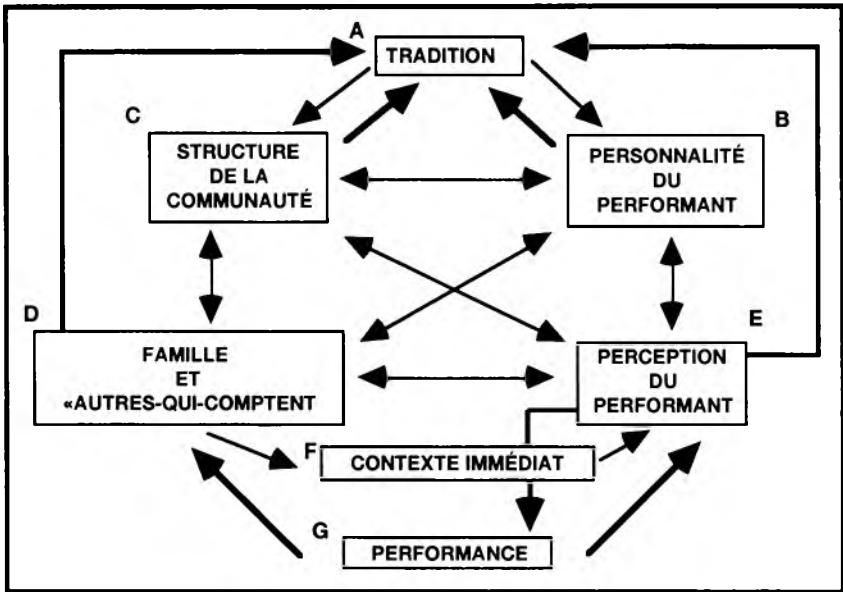 A
TRADITION
C
B
STRUCTURE
DE LA
COMMUNAUTÉ
PERSONNALITÉ
DU
PERFORMANT
D
E
FAMILLE
ET
«AUTRES-QUI-COMPTENT
PERCEPTION
DU
PERFORMANT
F
CONTEXTE IMMÉDIAT
G
PERFORMANCE